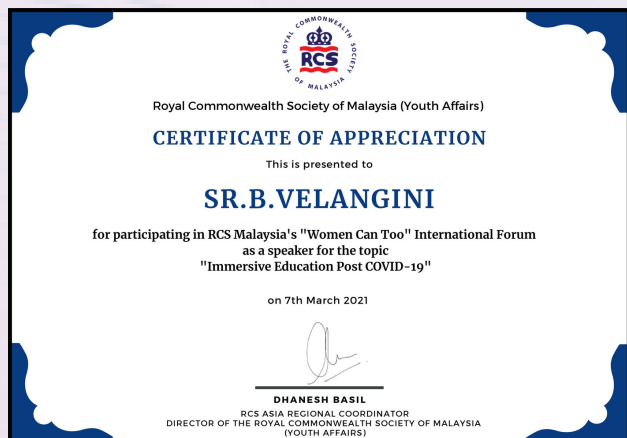 THE ROYAL COMMONWEALTH SOCIETY
RCS
OF MALAYSIA
Royal Commonwealth Society of Malaysia (Youth Affairs)
CERTIFICATE OF APPRECIATION
This is presented to
SR.B.VELANGINI
for participating in RCS Malaysia's "Women Can Too" International Forum
as a speaker for the topic
"Immersive Education Post COVID-19"
on 7th March 2021
DHANESH BASIL
RCS ASIA REGIONAL COORDINATOR
DIRECTOR OF THE ROYAL COMMONWEALTH SOCIETY OF MALAYSIA
(YOUTH AFFAIRS)